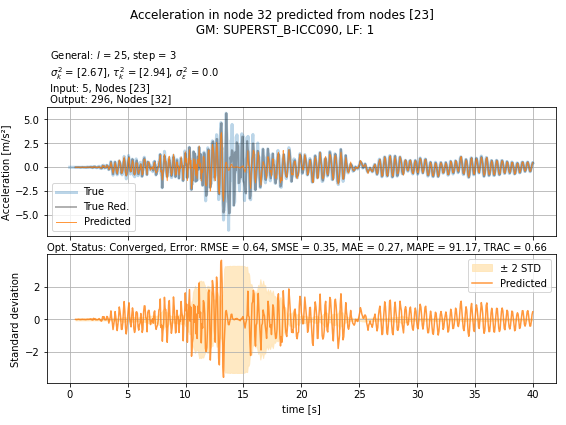 Acceleration in node 32 predicted from nodes [23]
GM: SUPERST_B-ICC090, LF: 1
General: l = 25, step = 3
σ²ₖ = [2.67], τ²ₖ = [2.94], σ²ε = 0.0
Input: 5, Nodes [23]
Output: 296, Nodes [32]
Acceleration [m/s²]
5.0
2.5
0.0
−2.5
−5.0
True
True Red.
Predicted
Opt. Status: Converged, Error: RMSE = 0.64, SMSE = 0.35, MAE = 0.27, MAPE = 91.17, TRAC = 0.66
Standard deviation
2
0
−2
± 2 STD
Predicted
0 5 10 15 20 25 30 35 40
time [s]